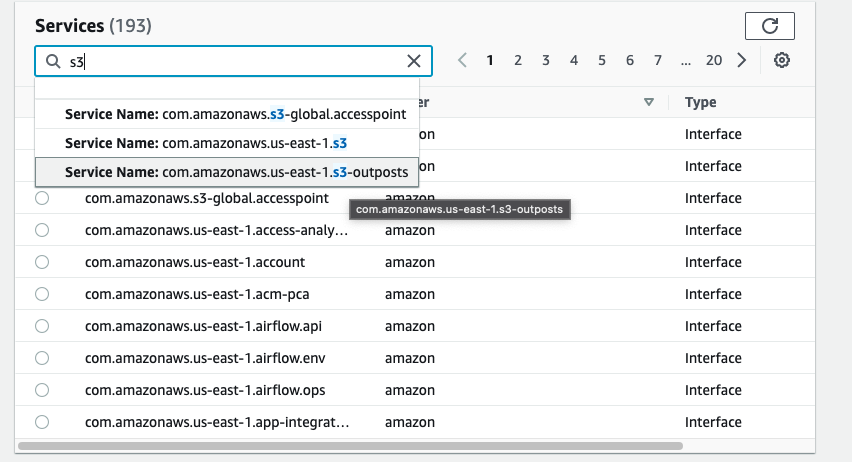 Services (193)
s3
1 2 3 4 5 6 7 ... 20
er Type
Service Name: com.amazonaws.s3-global.accesspoint
on Interface
Service Name: com.amazonaws.us-east-1.s3
on Interface
Service Name: com.amazonaws.us-east-1.s3-outposts
com.amazonaws.s3-global.accesspoint amazon Interface
com.amazonaws.us-east-1.s3-outposts
com.amazonaws.us-east-1.access-analy... amazon Interface
com.amazonaws.us-east-1.account amazon Interface
com.amazonaws.us-east-1.acm-pca amazon Interface
com.amazonaws.us-east-1.airflow.api amazon Interface
com.amazonaws.us-east-1.airflow.env amazon Interface
com.amazonaws.us-east-1.airflow.ops amazon Interface
com.amazonaws.us-east-1.app-integrat... amazon Interface